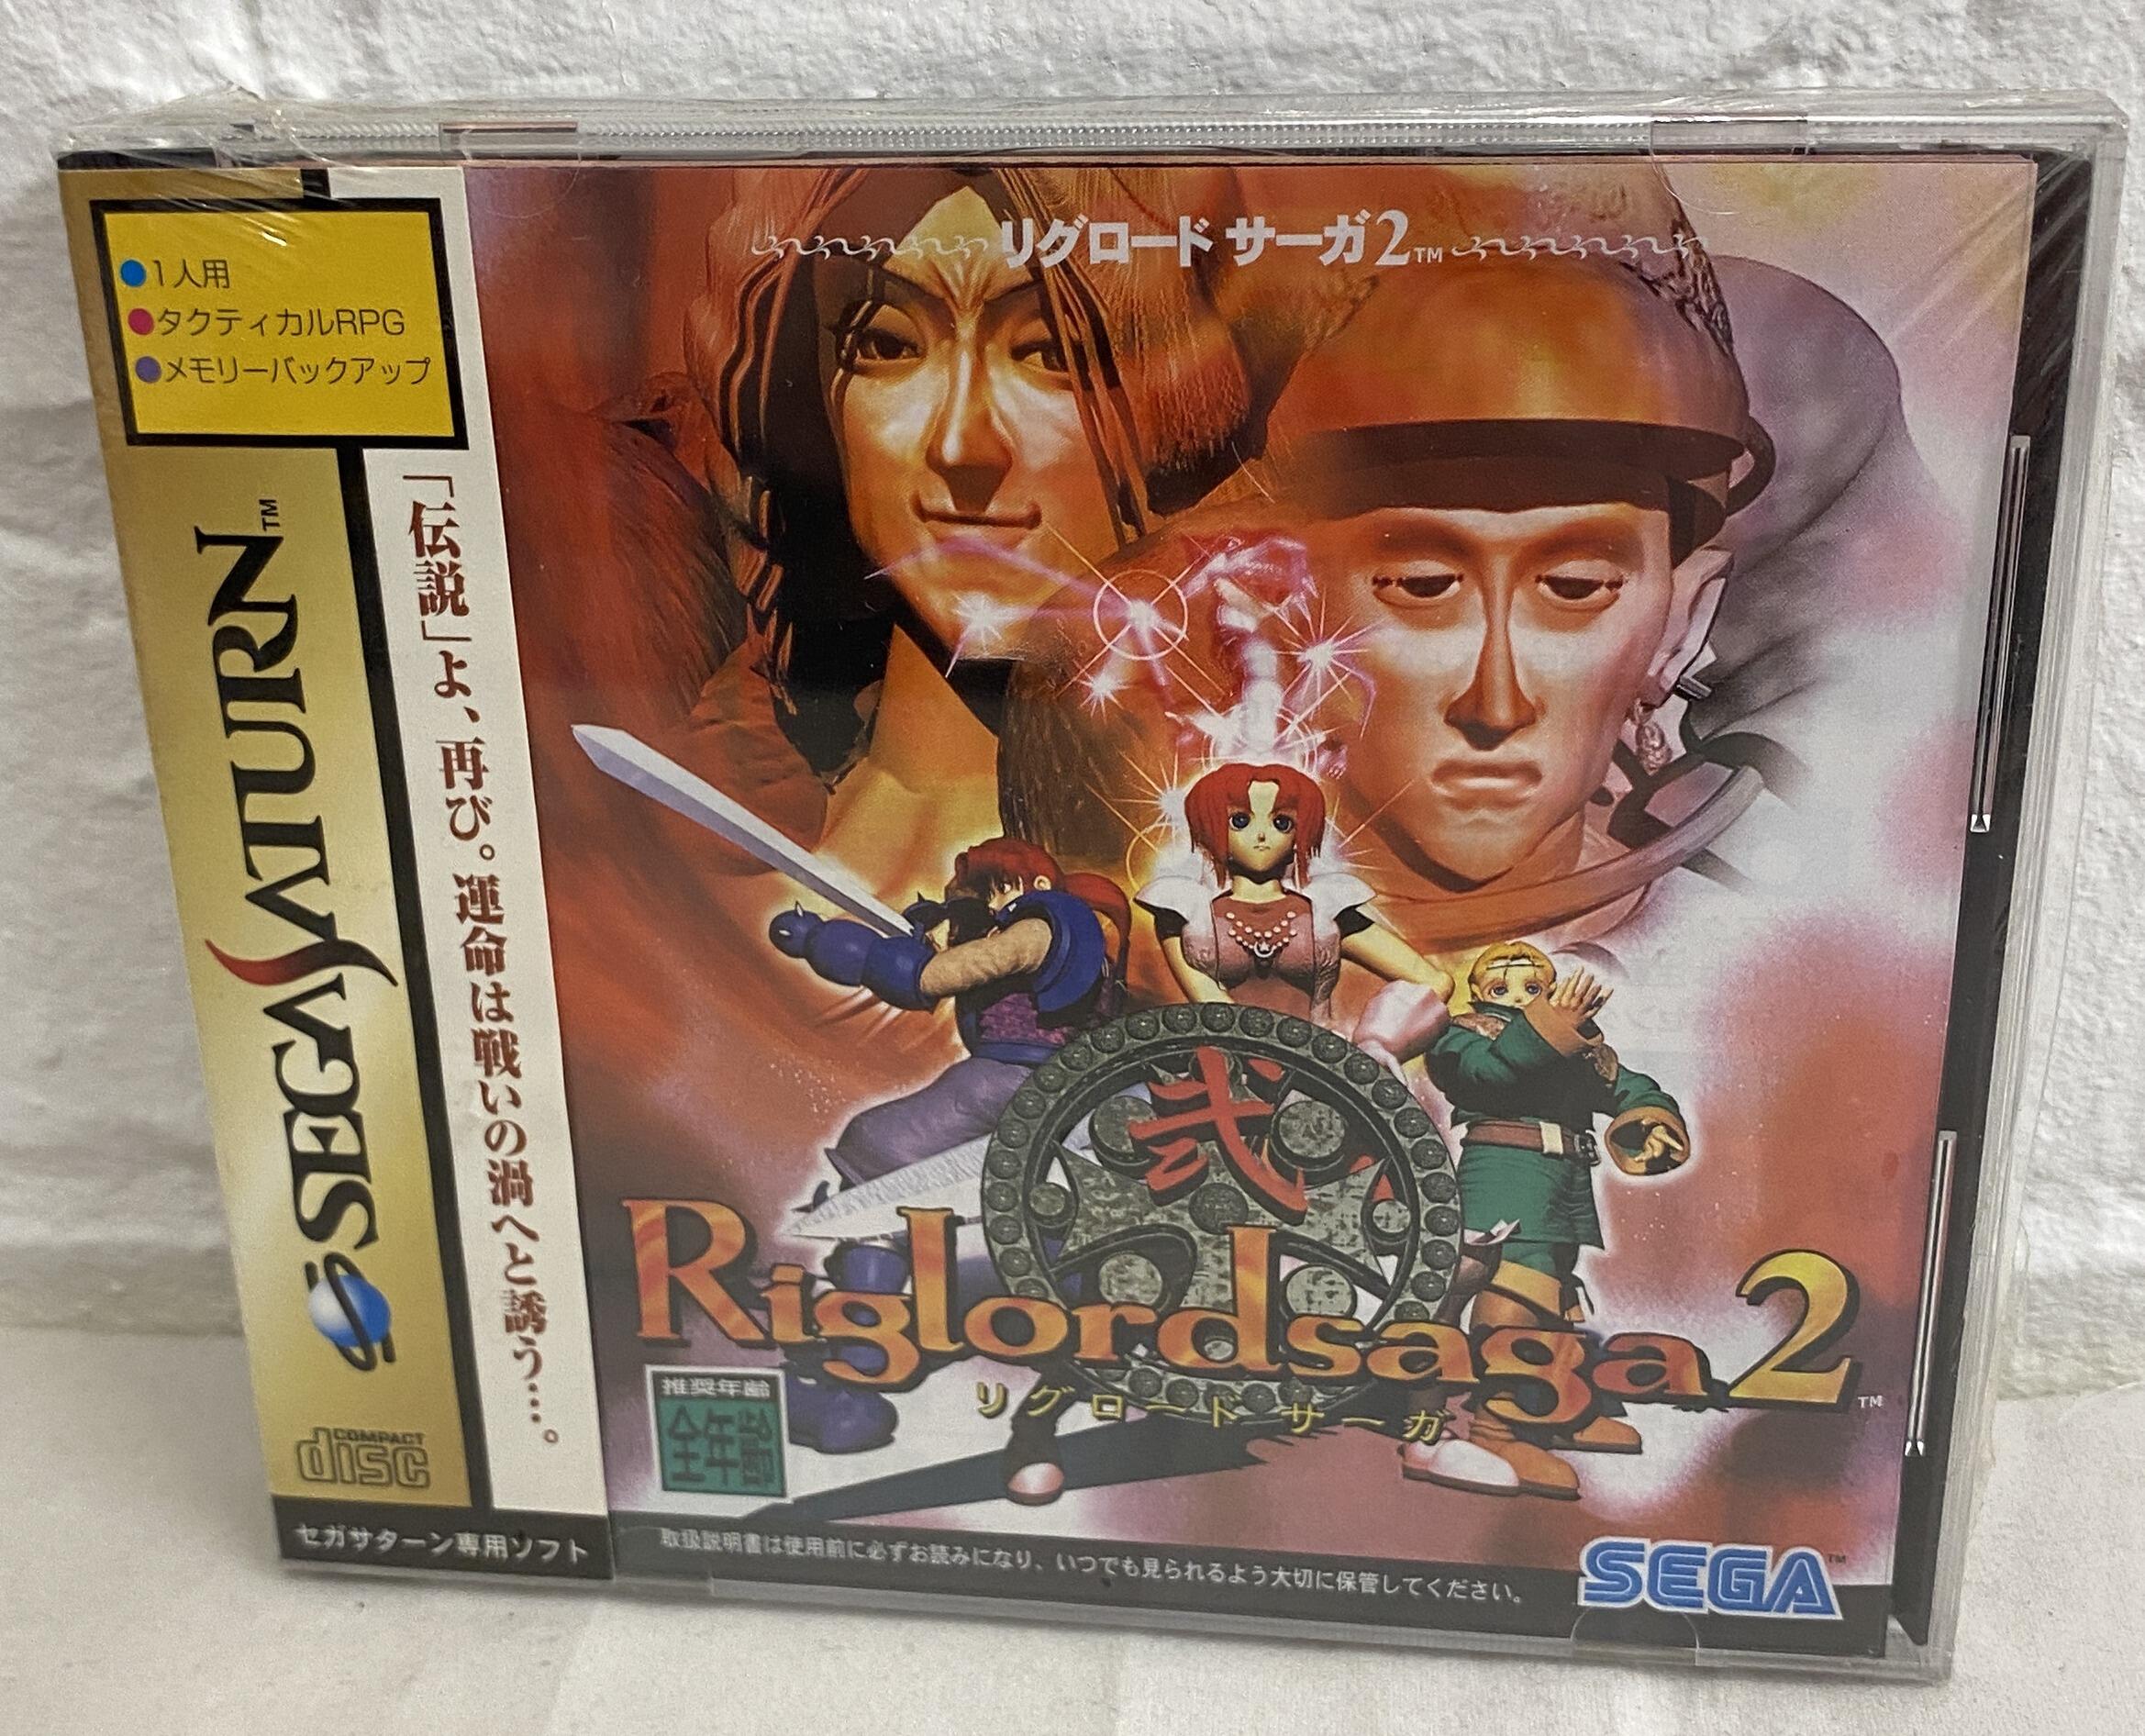 ●1人用
●タクティカルRPG
●メモリーバックアップ
SEGA SATURN™
COMPACT
disc
セガサターン専用ソフト
「伝説」よ、再び。運命は戦いの渦へと誘う…。
リグロード サーガ2™
弐
Riglordsaga2™
リグロードサーガ
推奨年齢
全年齢
取扱説明書は使用前に必ずお読みになり、いつでも見られるよう大切に保管してください。
SEGA™